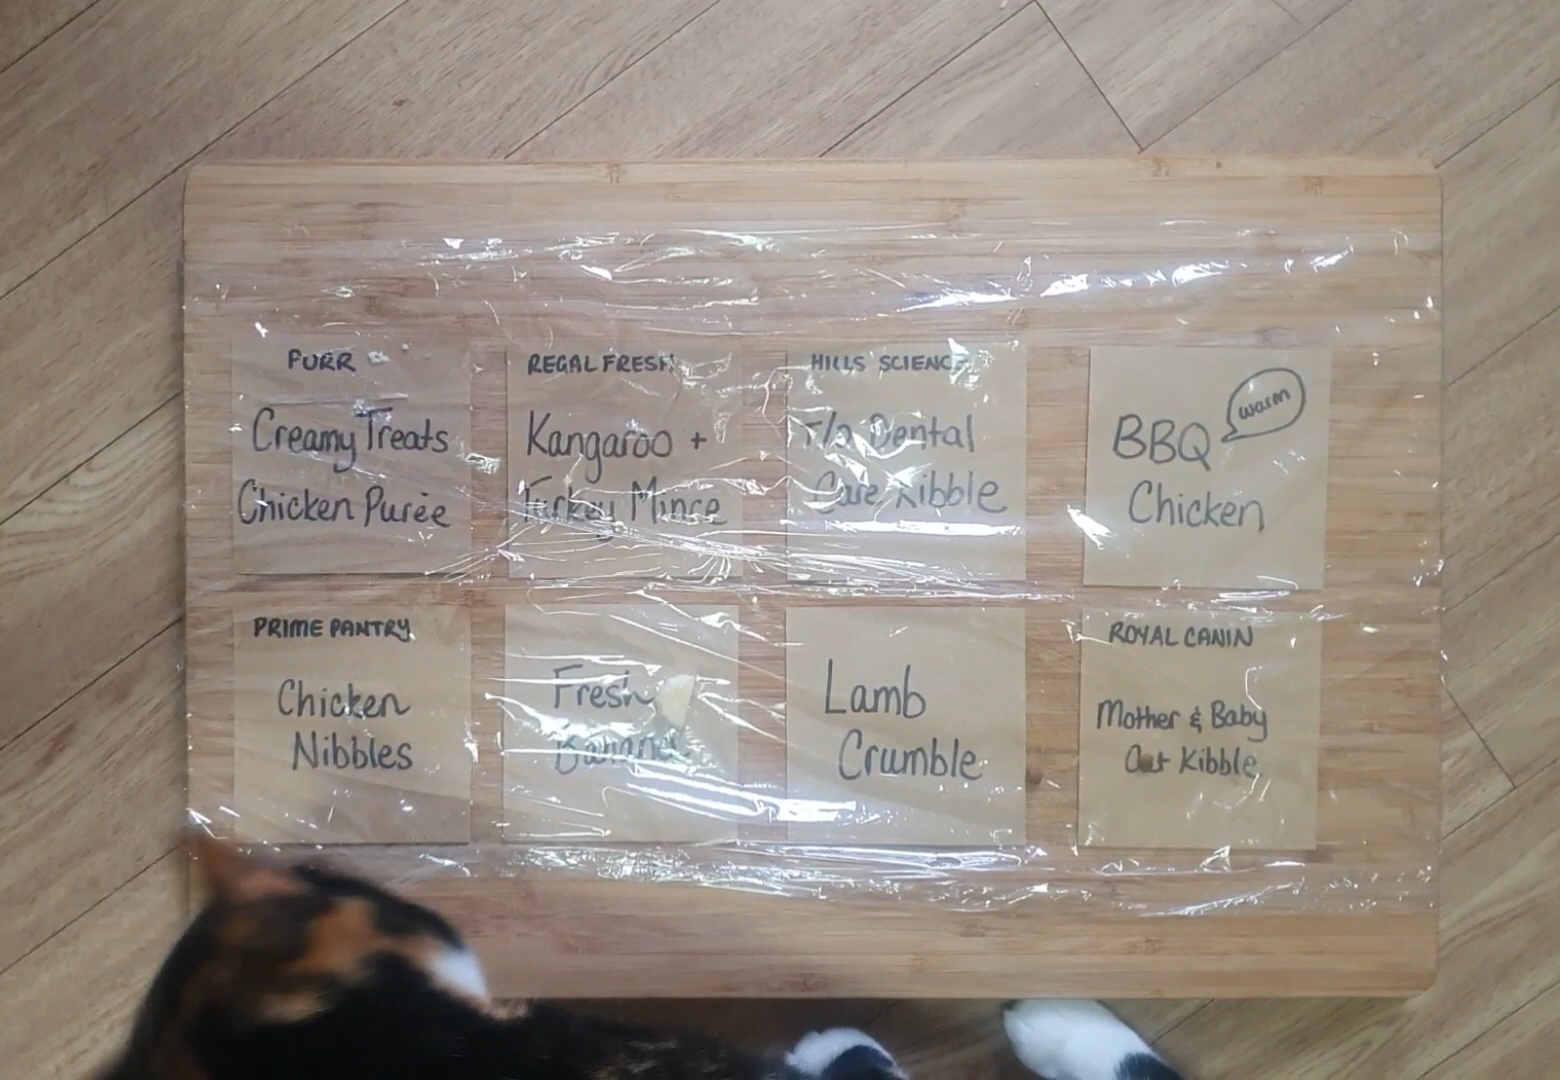 PURR
Creamy Treats
Chicken Purée
REGAL FRESH
Kangaroo +
Turkey Mince
HILLS SCIENCE
T/D Dental
Care Kibble
warm
BBQ
Chicken
PRIME PANTRY
Chicken
Nibbles
Fresh
Banana
Lamb
Crumble
ROYAL CANIN
Mother & Baby
Cat Kibble